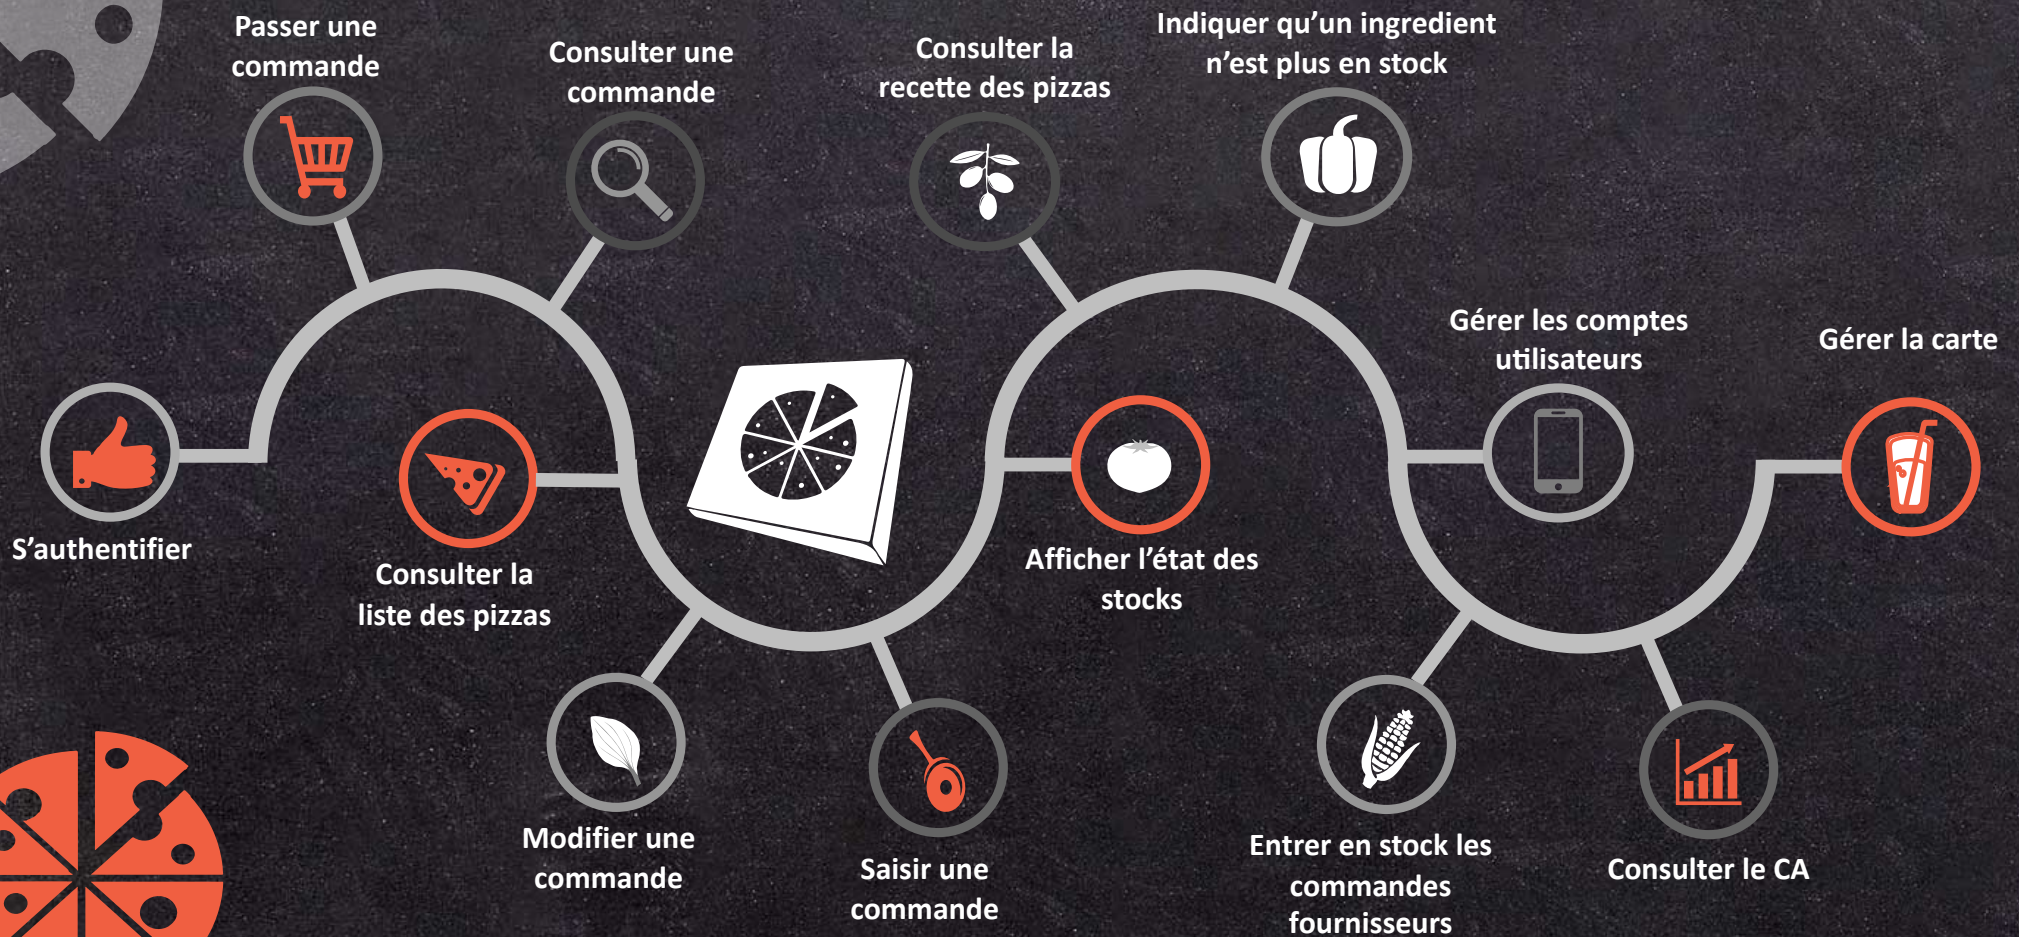 Passer une
commande
Consulter une
commande
Consulter la
recette des pizzas
Indiquer qu’un ingredient
n’est plus en stock
Gérer les comptes
utilisateurs
Gérer la carte
S’authentifier
Consulter la
liste des pizzas
Afficher l’état des
stocks
Modifier une
commande
Saisir une
commande
Entrer en stock les
commandes
fournisseurs
Consulter le CA